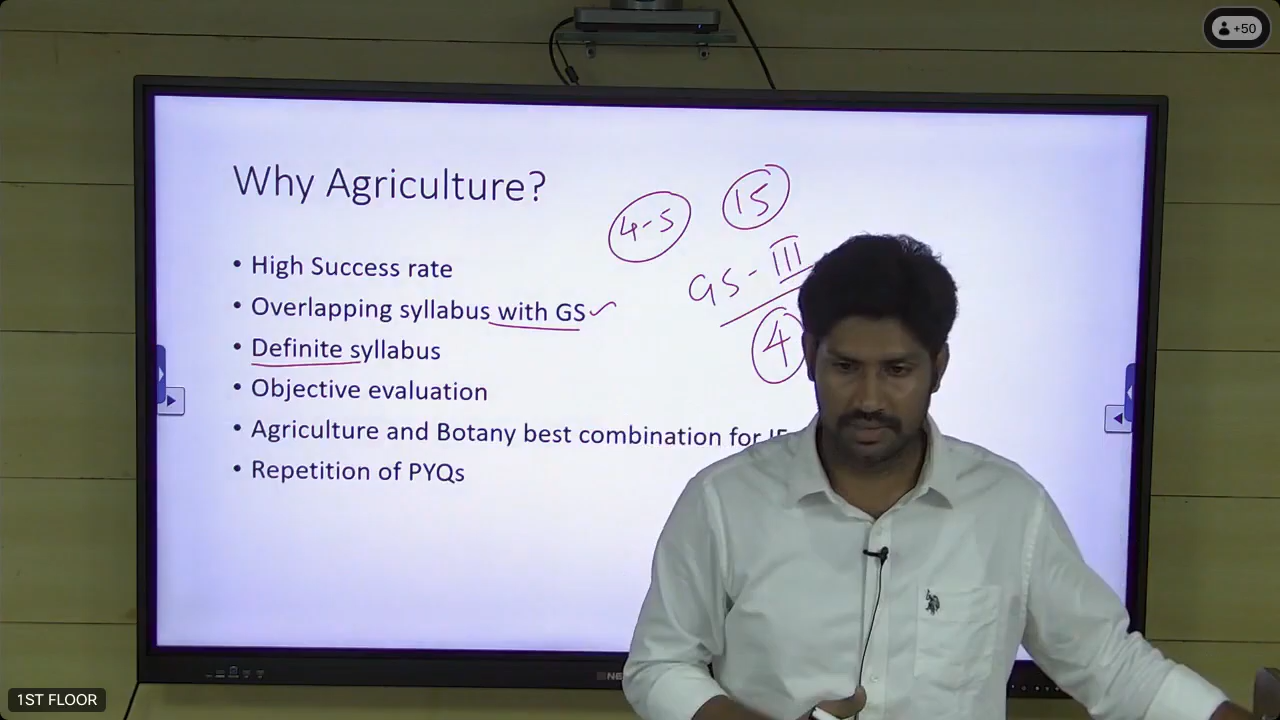 +50
Why Agriculture?
4-5
15
• High Success rate
GS-III
• Overlapping syllabus with GS ✓
4
• Definite syllabus
• Objective evaluation
• Agriculture and Botany best combination for
• Repetition of PYQs
1ST FLOOR